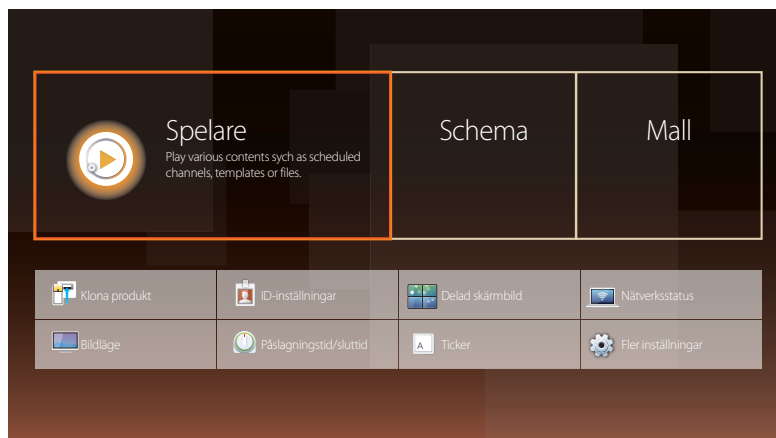 Spelare
Play various contents sych as scheduled
channels, templates or files.
Schema
Mall
Klona produkt
ID-inställningar
Delad skärmbild
Nätverksstatus
Bildläge
Påslagningstid/sluttid
A
Ticker
Fler inställningar